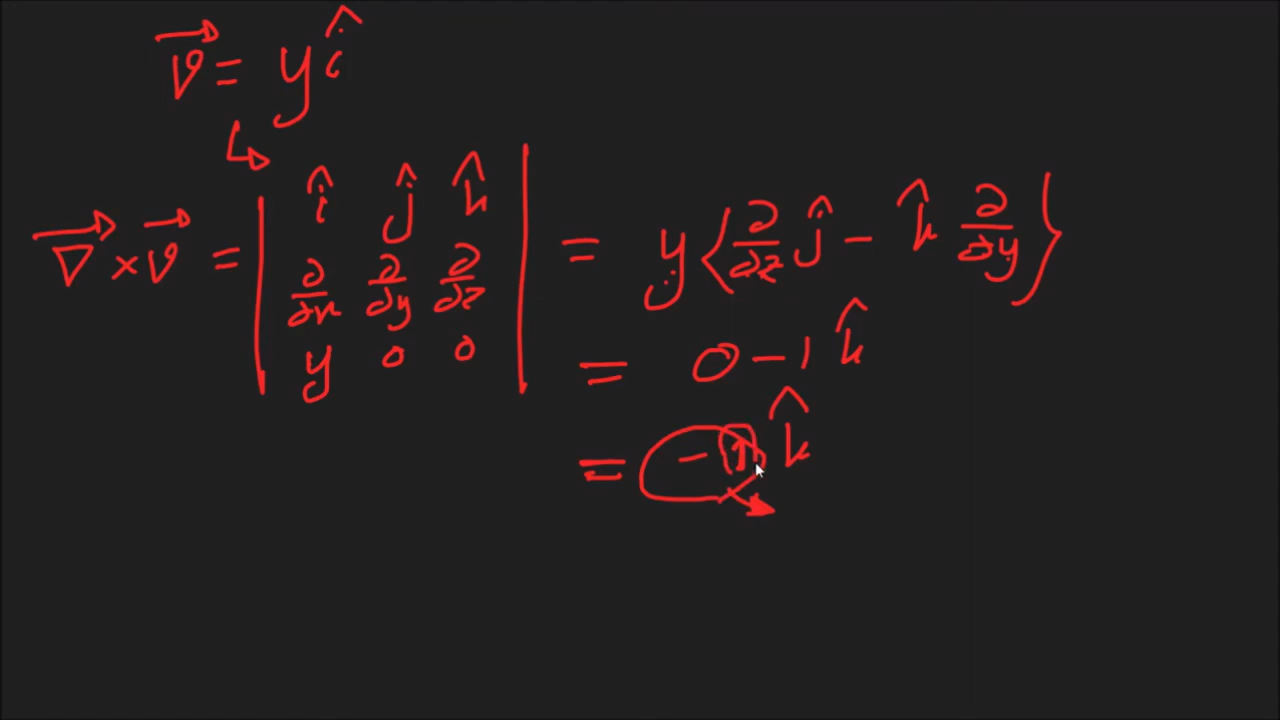 v⃗ = y î
∇⃗ × v⃗ = | î ĵ k̂ | = y { ∂/∂z ĵ − k̂ ∂/∂y }
∂/∂x ∂/∂y ∂/∂z
y 0 0
= 0 − 1 k̂
= − 1 k̂